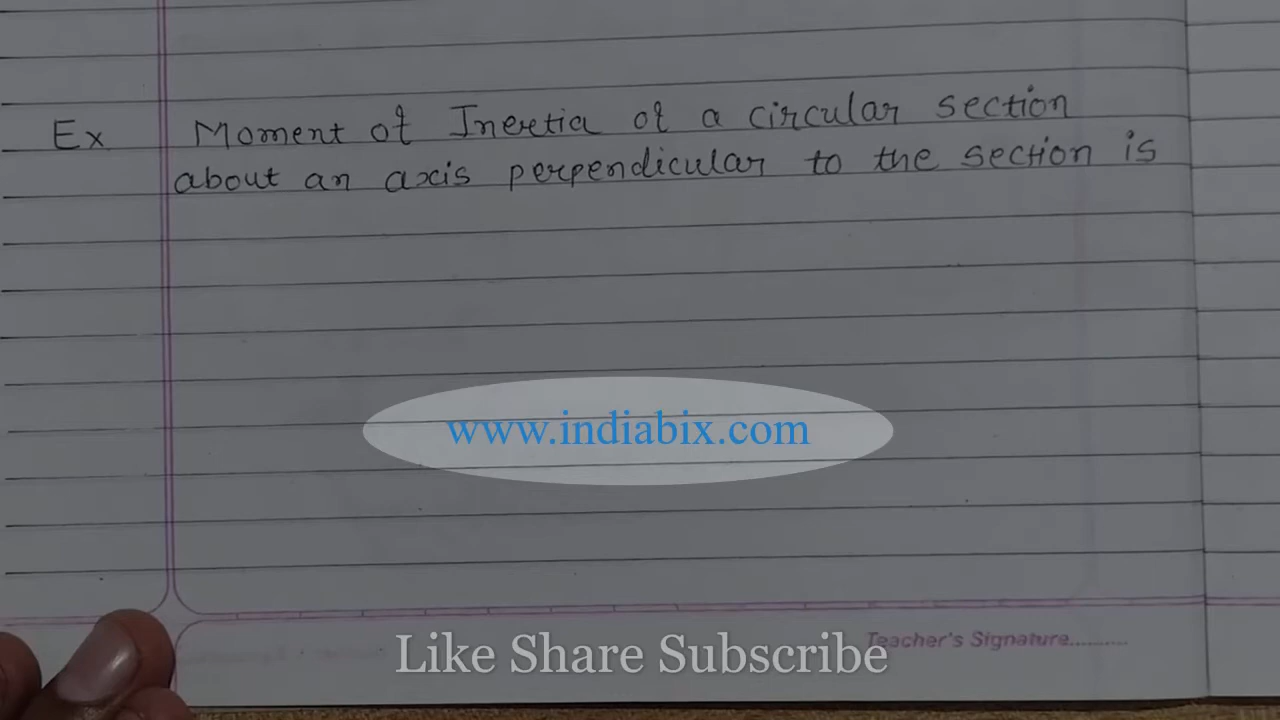 Ex Moment of Inertia of a circular section
about an axis perpendicular to the section is
www.indiabix.com
Like Share Subscribe
Teacher's Signature...........